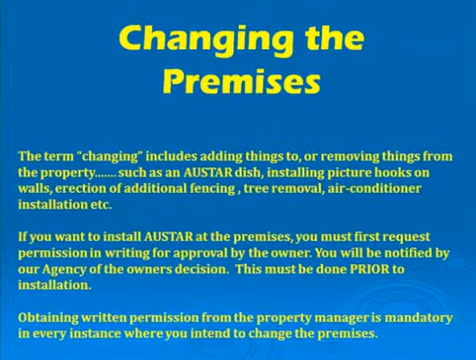 Changing the
Premises
The term "changing" includes adding things to, or removing things from
the property....... such as an AUSTAR dish, installing picture hooks on
walls, erection of additional fencing , tree removal, air-conditioner
installation etc.
If you want to install AUSTAR at the premises, you must first request
permission in writing for approval by the owner. You will be notified by
our Agency of the owners decision. This must be done PRIOR to
installation.
Obtaining written permission from the property manager is mandatory
in every instance where you intend to change the premises.